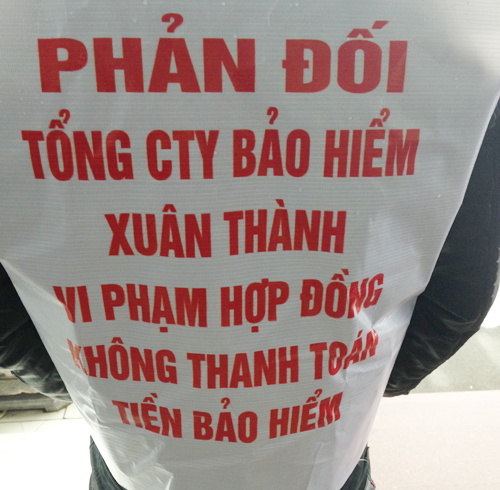 PHẢN ĐỐI
TỔNG CTY BẢO HIỂM
XUÂN THÀNH
VI PHẠM HỢP ĐỒNG
KHÔNG THANH TOÁN
TIỀN BẢO HIỂM